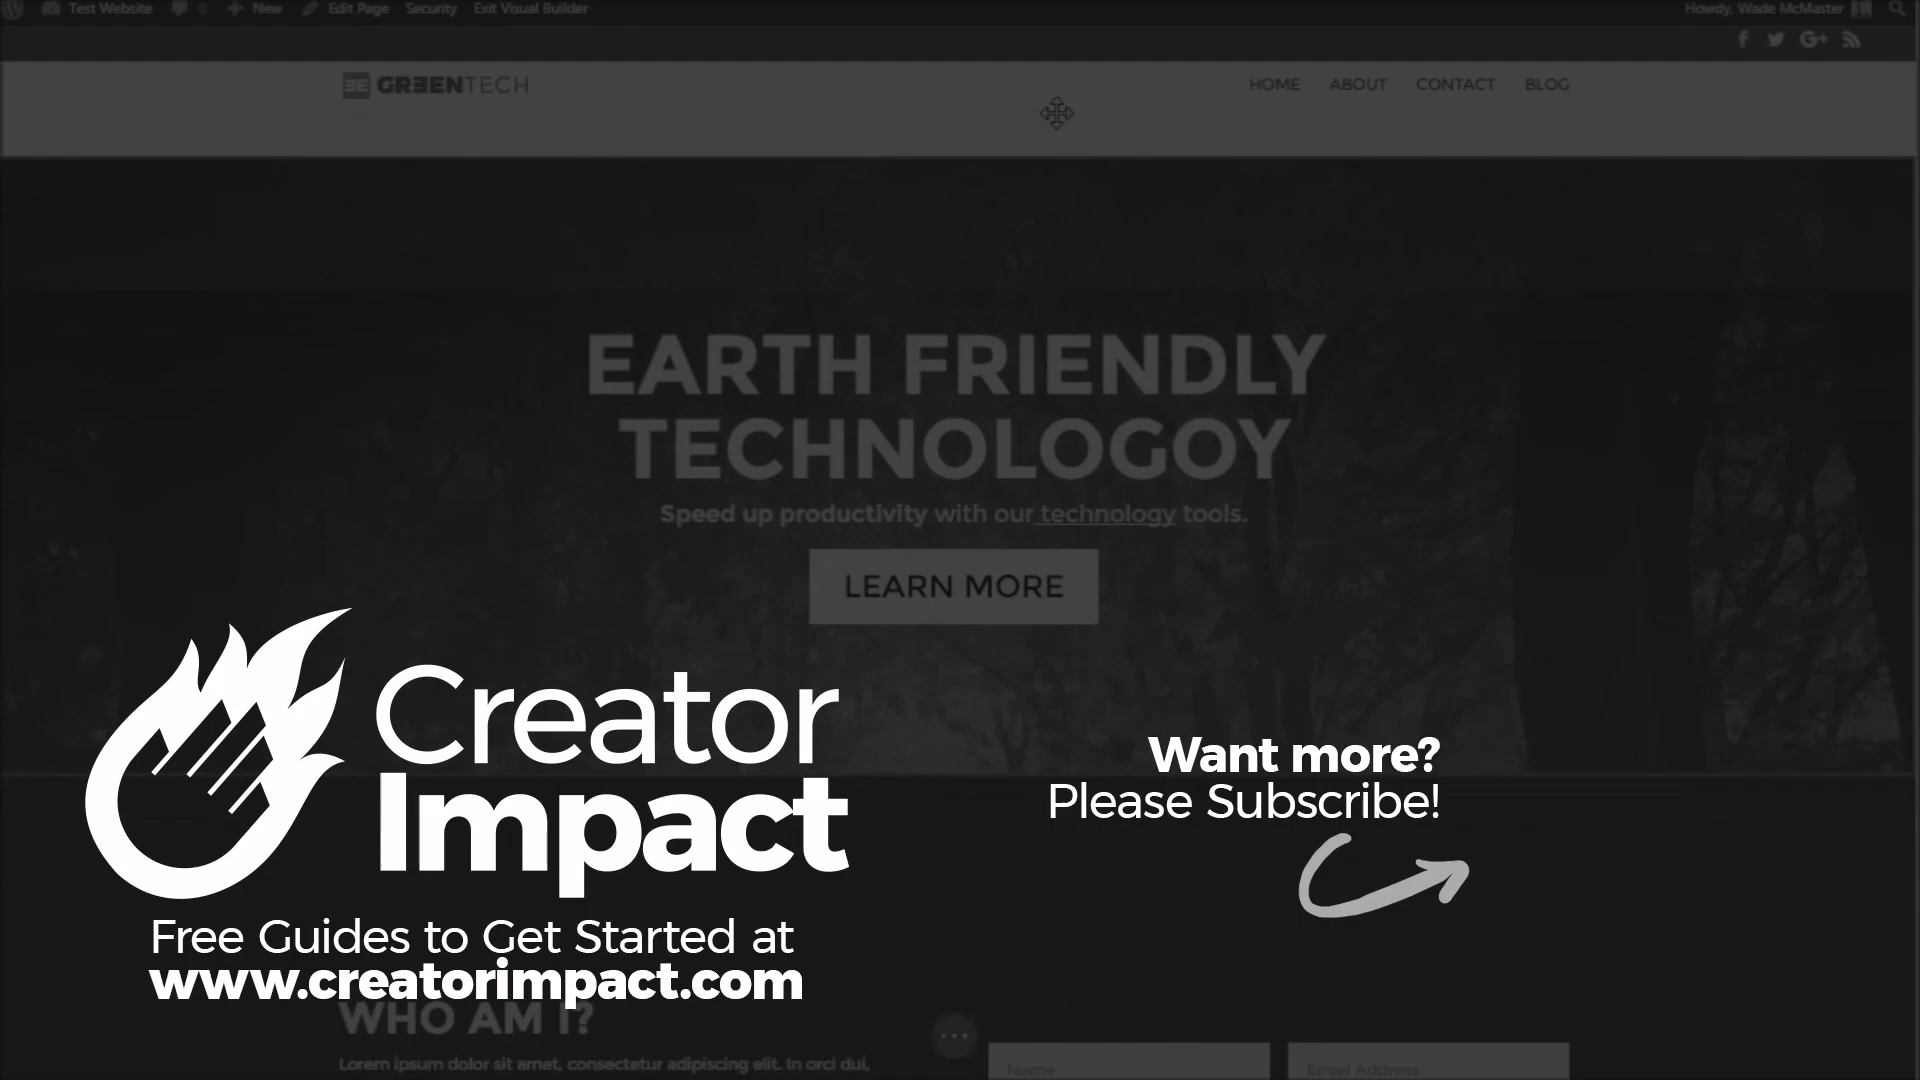 Test Website 0 New Edit Page Security Exit Visual Builder Howdy, Wade McMaster
GREENTECH
HOME ABOUT CONTACT BLOG
EARTH FRIENDLY
TECHNOLOGOY
Speed up productivity with our technology tools.
LEARN MORE
Creator
Impact
Want more?
Please Subscribe!
Free Guides to Get Started at
www.creatorimpact.com
WHO AM I?
Lorem ipsum dolor sit amet, consectetur adipiscing elit. In orci dui,
Name
Email Address